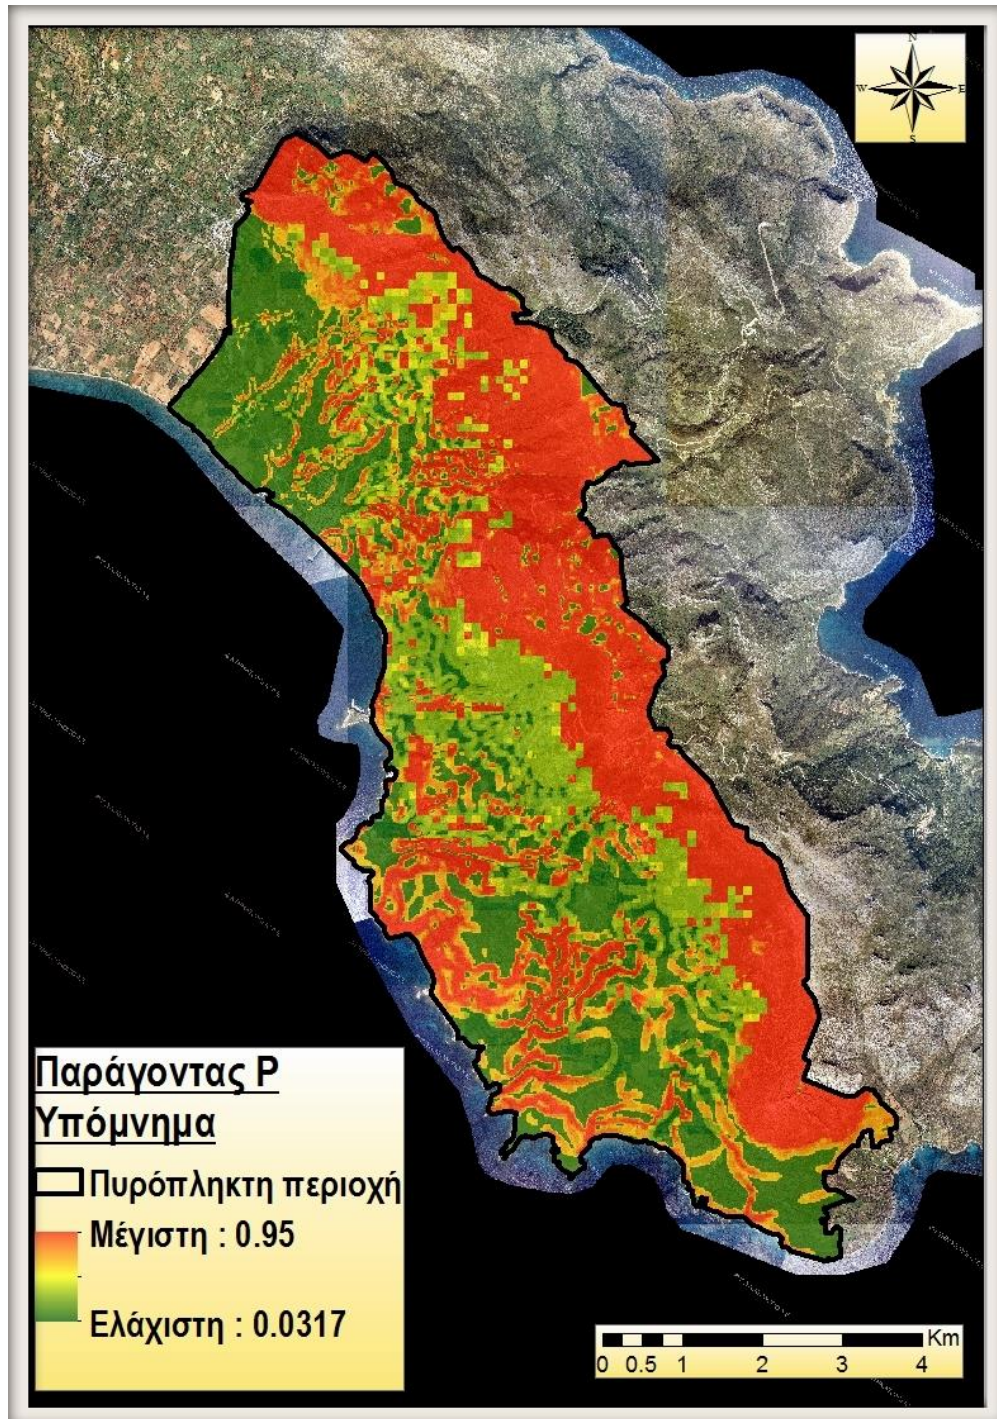 N
W E
S
Παράγοντας P
Υπόμνημα
Πυρόπληκτη περιοχή
Μέγιστη : 0.95
Ελάχιστη : 0.0317
Km
0 0.5 1 2 3 4